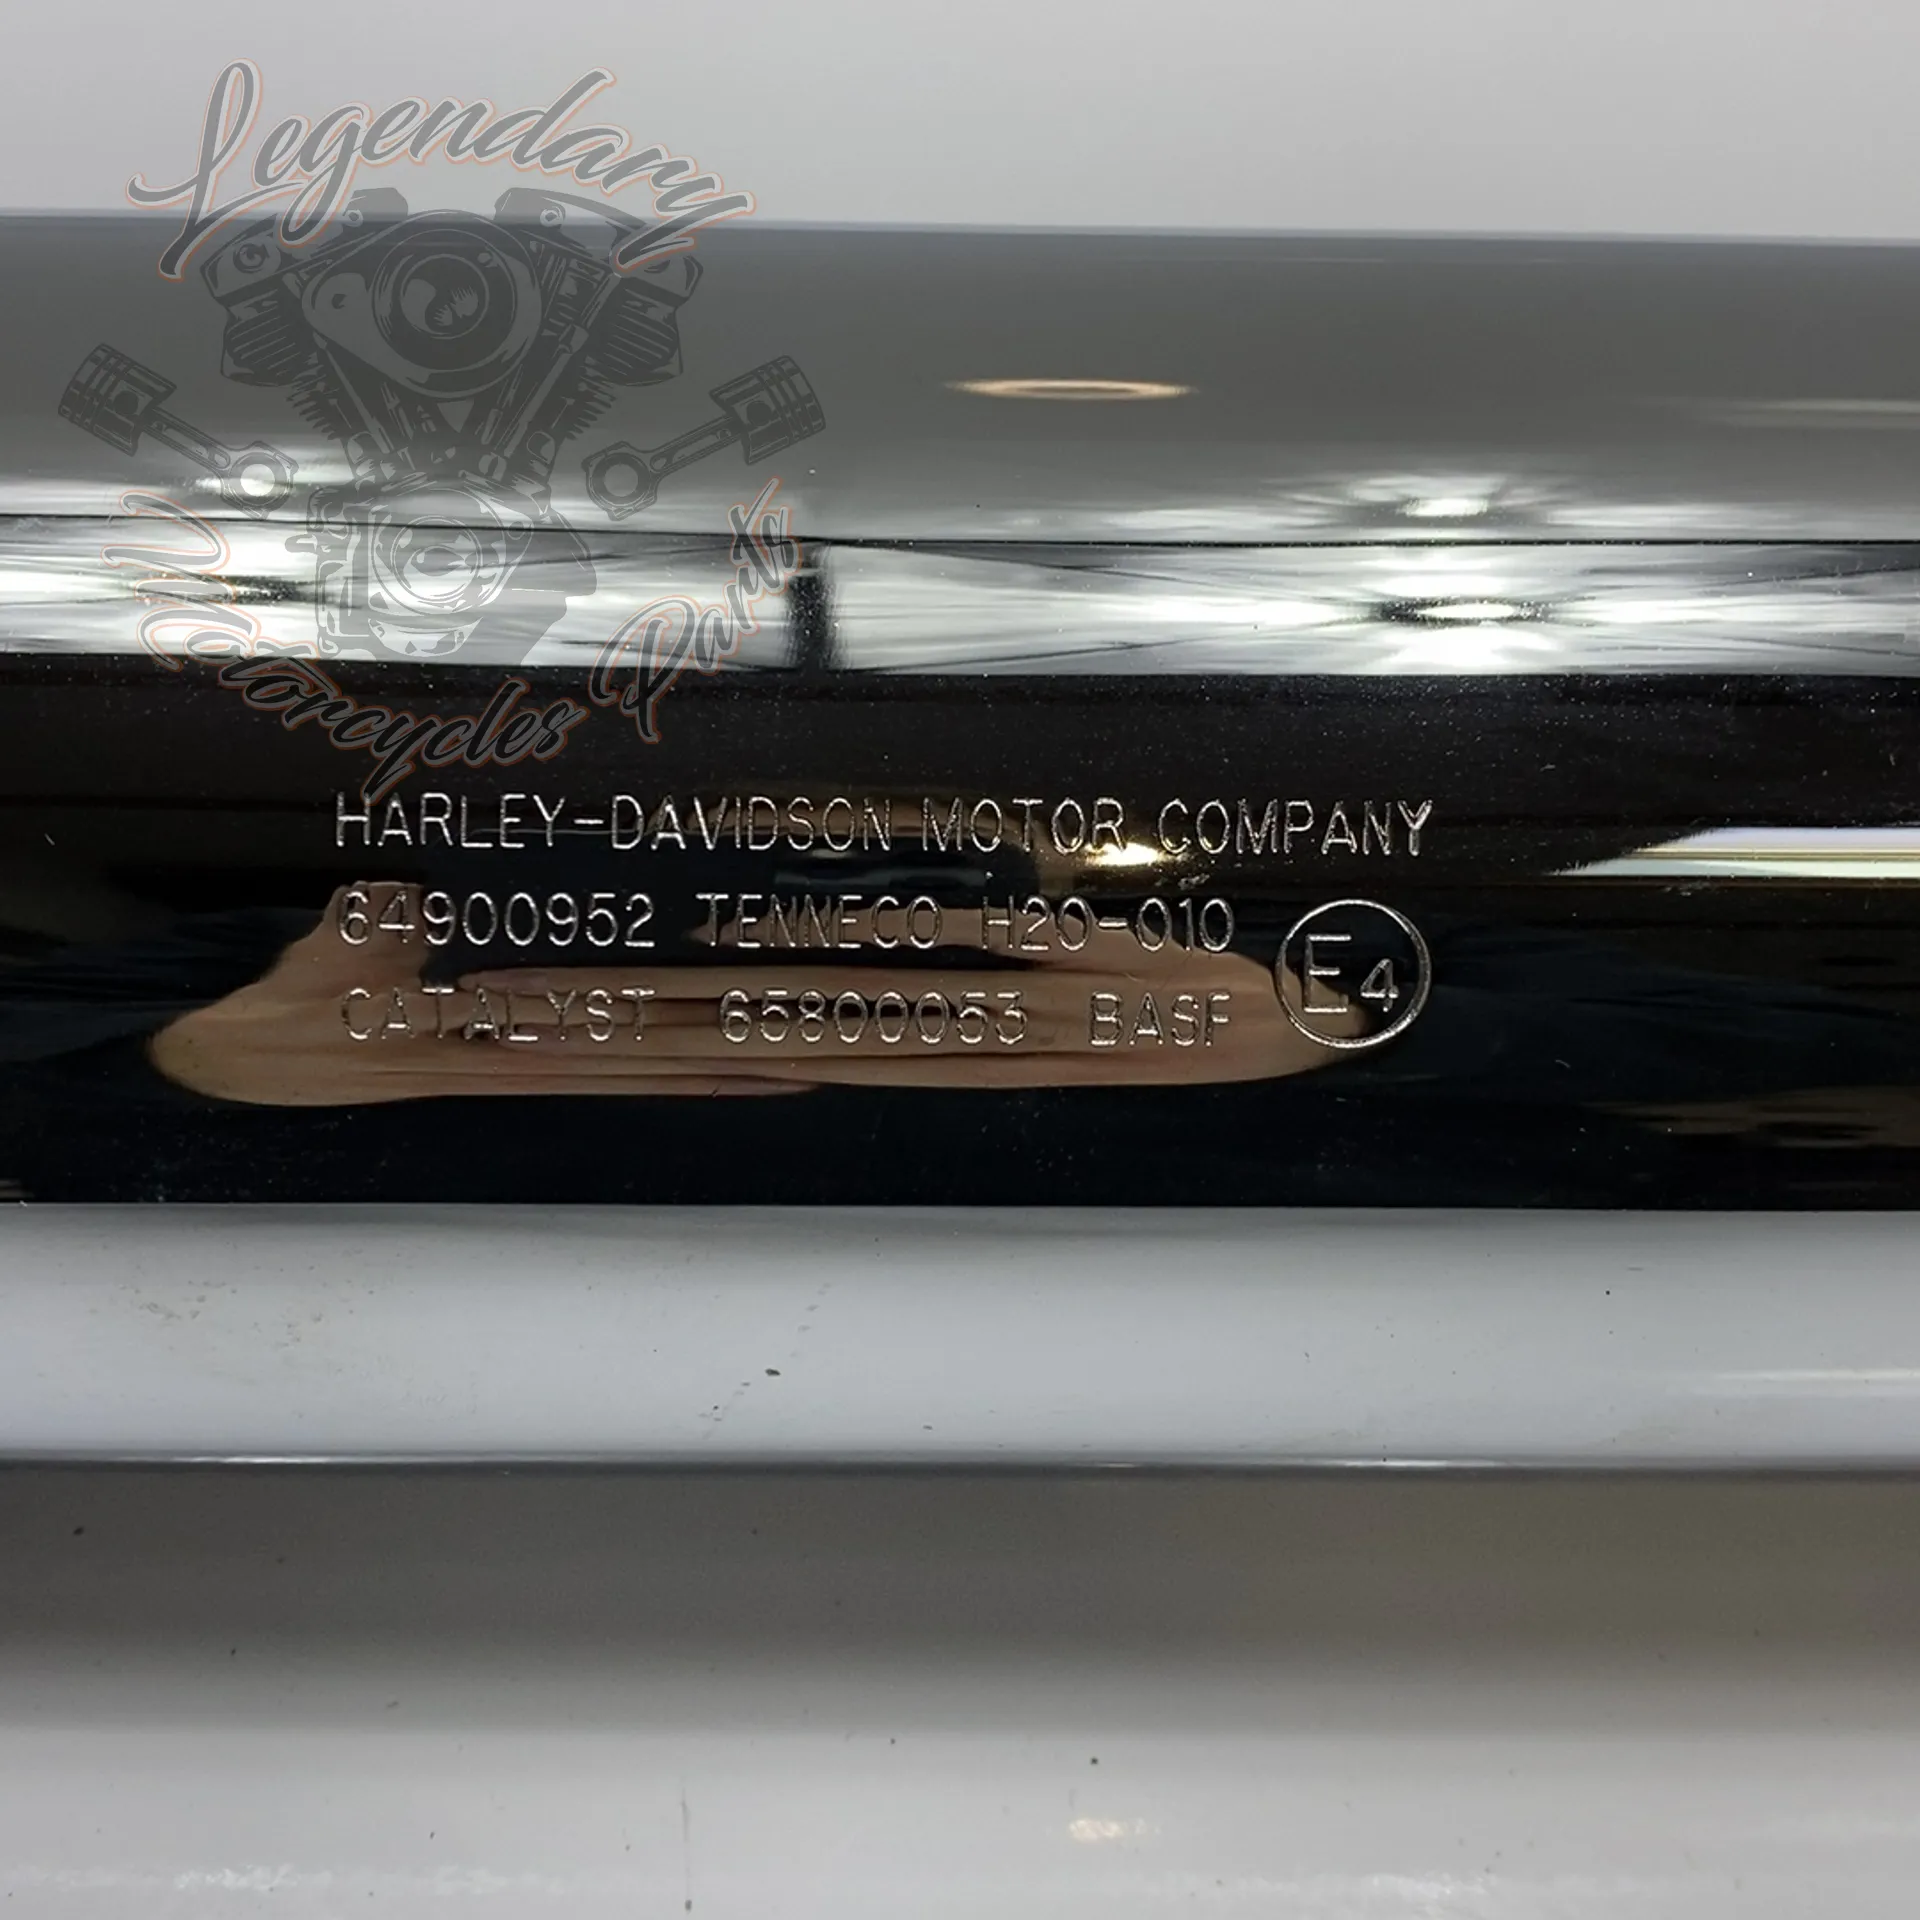 Legendary
Motorcycles Parts
HARLEY-DAVIDSON MOTOR COMPANY
64900952 TENNECO H20-010 E4
CATALYST 65800053 BASF